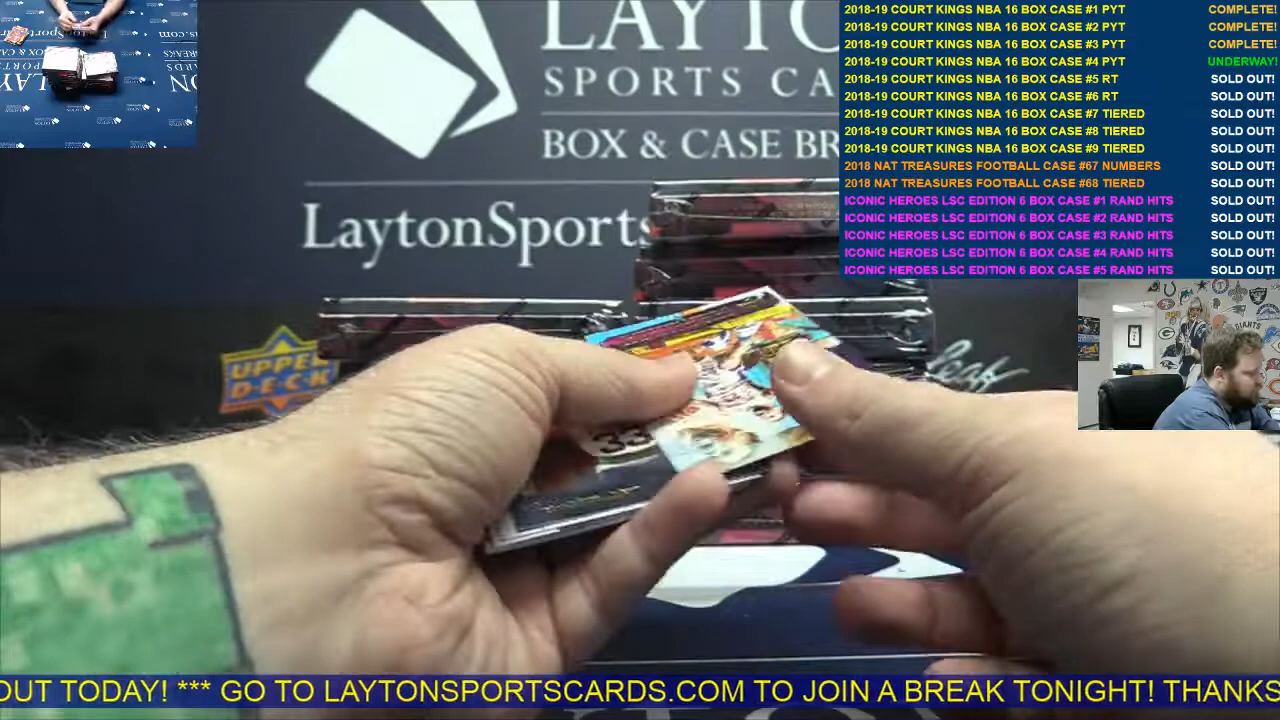 LAYTO
SPORTS CA
BOX & CASE BR
LaytonSports
UPPER
DECK
leaf
33
GIANTS
2018-19 COURT KINGS NBA 16 BOX CASE #1 PYT COMPLETE!
2018-19 COURT KINGS NBA 16 BOX CASE #2 PYT COMPLETE!
2018-19 COURT KINGS NBA 16 BOX CASE #3 PYT COMPLETE!
2018-19 COURT KINGS NBA 16 BOX CASE #4 PYT UNDERWAY!
2018-19 COURT KINGS NBA 16 BOX CASE #5 RT SOLD OUT!
2018-19 COURT KINGS NBA 16 BOX CASE #6 RT SOLD OUT!
2018-19 COURT KINGS NBA 16 BOX CASE #7 TIERED SOLD OUT!
2018-19 COURT KINGS NBA 16 BOX CASE #8 TIERED SOLD OUT!
2018-19 COURT KINGS NBA 16 BOX CASE #9 TIERED SOLD OUT!
2018 NAT TREASURES FOOTBALL CASE #67 NUMBERS SOLD OUT!
2018 NAT TREASURES FOOTBALL CASE #68 TIERED SOLD OUT!
ICONIC HEROES LSC EDITION 6 BOX CASE #1 RAND HITS SOLD OUT!
ICONIC HEROES LSC EDITION 6 BOX CASE #2 RAND HITS SOLD OUT!
ICONIC HEROES LSC EDITION 6 BOX CASE #3 RAND HITS SOLD OUT!
ICONIC HEROES LSC EDITION 6 BOX CASE #4 RAND HITS SOLD OUT!
ICONIC HEROES LSC EDITION 6 BOX CASE #5 RAND HITS SOLD OUT!
OUT TODAY! *** GO TO LAYTONSPORTSCARDS.COM TO JOIN A BREAK TONIGHT! THANKS